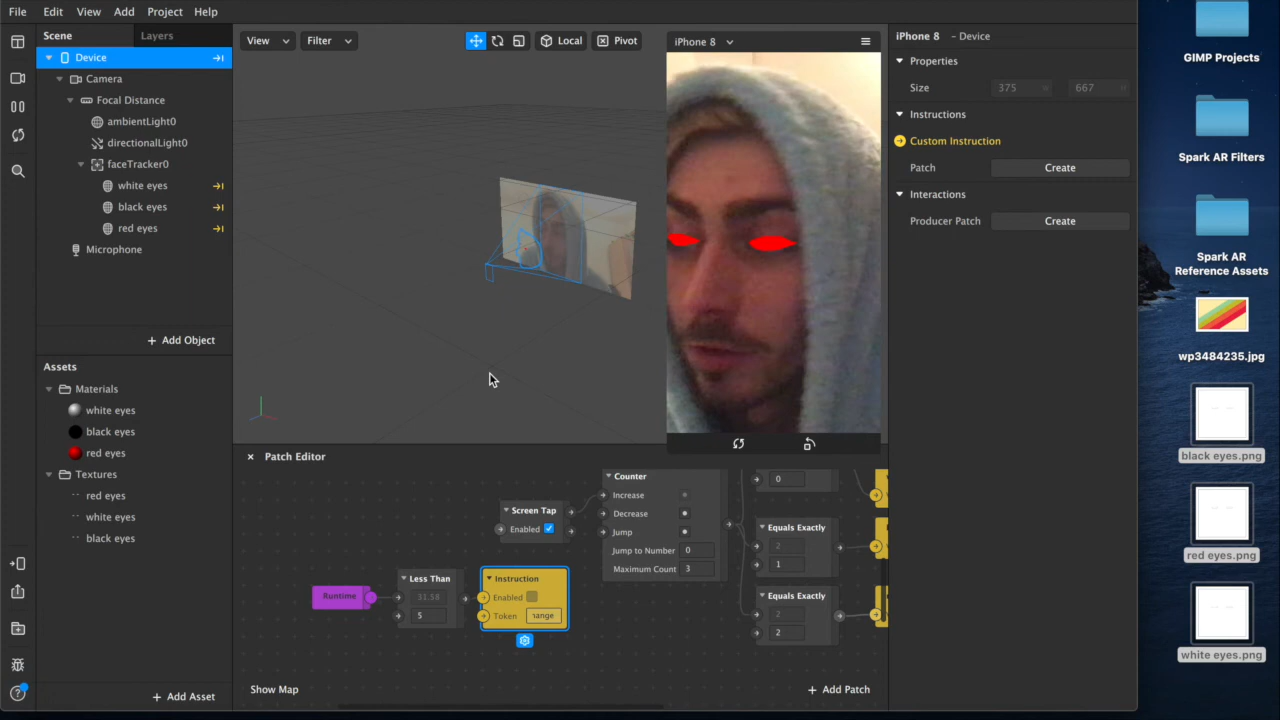 File Edit View Add Project Help
Scene Layers
Device
Camera
Focal Distance
ambientLight0
directionalLight0
faceTracker0
white eyes
black eyes
red eyes
Microphone
+ Add Object
Assets
Materials
white eyes
black eyes
red eyes
Textures
red eyes
white eyes
black eyes
+ Add Asset
View Filter Local Pivot
iPhone 8
Patch Editor
Counter
Increase
Decrease
Jump
Jump to Number 0
Maximum Count 3
Screen Tap
Enabled
0
Equals Exactly
2
1
Equals Exactly
2
2
Runtime
Less Than
31.58
5
Instruction
Enabled
Token ange
Show Map
+ Add Patch
iPhone 8 - Device
Properties
Size 375 667
Instructions
Custom Instruction
Patch Create
Interactions
Producer Patch Create
GIMP Projects
Spark AR Filters
Spark AR
Reference Assets
wp3484235.jpg
black eyes.png
red eyes.png
white eyes.png